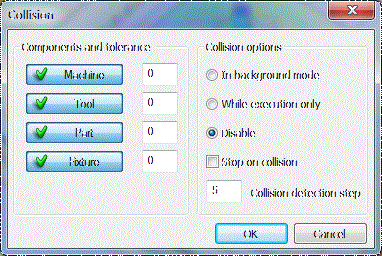 Collision
Components and tolerance
Machine 0
Tool 0
Part 0
Fixture 0
Collision options
In background mode
While execution only
Disable
Stop on collision
5 Collision detection step
OK Cancel